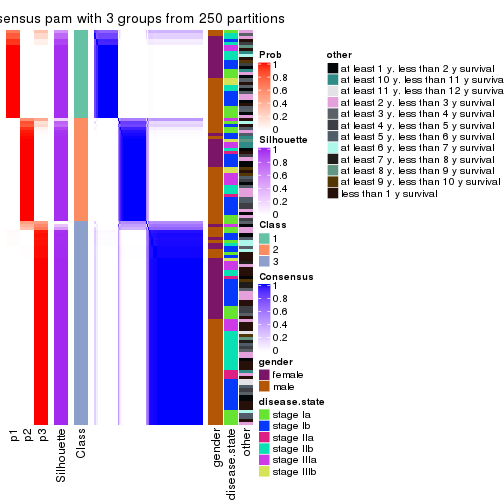 sensus pam with 3 groups from 250 partitions
Prob
1
0.8
0.6
0.4
0.2
0
Silhouette
1
0.8
0.6
0.4
0.2
0
Class
1
2
3
Consensus
1
0.8
0.6
0.4
0.2
0
gender
female
male
disease.state
stage Ia
stage Ib
stage IIa
stage IIb
stage IIIa
stage IIIb
other
at least 1 y. less than 2 y survival
at least 10 y. less than 11 y surviva
at least 11 y. less than 12 y surviva
at least 2 y. less than 3 y survival
at least 3 y. less than 4 y survival
at least 4 y. less than 5 y survival
at least 5 y. less than 6 y survival
at least 6 y. less than 7 y survival
at least 7 y. less than 8 y survival
at least 8 y. less than 9 y survival
at least 9 y. less than 10 y survival
less than 1 y survival
p1
p2
p3
Silhouette
Class
gender
disease.state
other